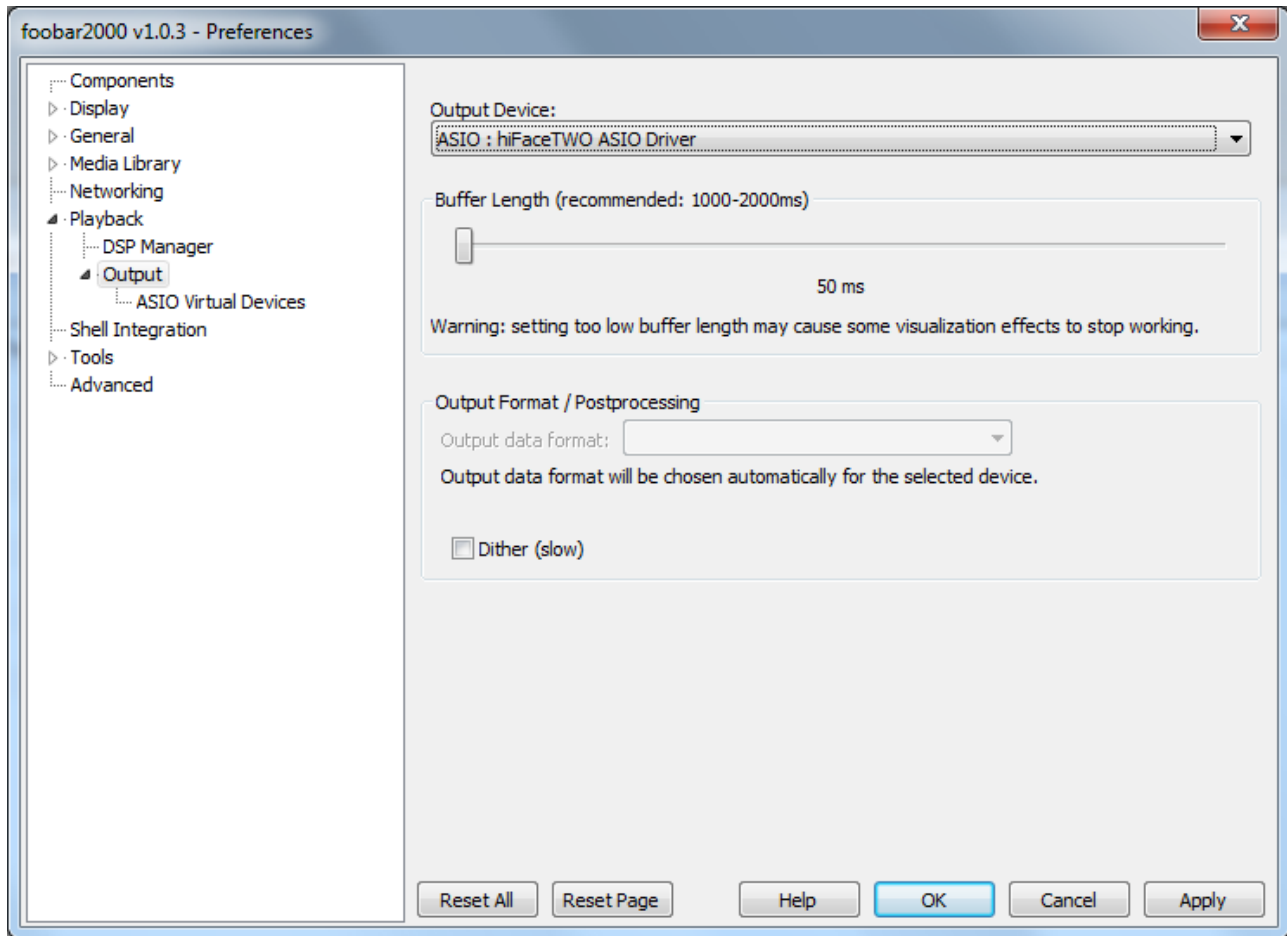 foobar2000 v1.0.3 - Preferences
Components
Display
General
Media Library
Networking
Playback
DSP Manager
Output
ASIO Virtual Devices
Shell Integration
Tools
Advanced
Output Device:
ASIO : hiFaceTWO ASIO Driver
Buffer Length (recommended: 1000-2000ms)
50 ms
Warning: setting too low buffer length may cause some visualization effects to stop working.
Output Format / Postprocessing
Output data format:
Output data format will be chosen automatically for the selected device.
Dither (slow)
Reset All Reset Page Help OK Cancel Apply